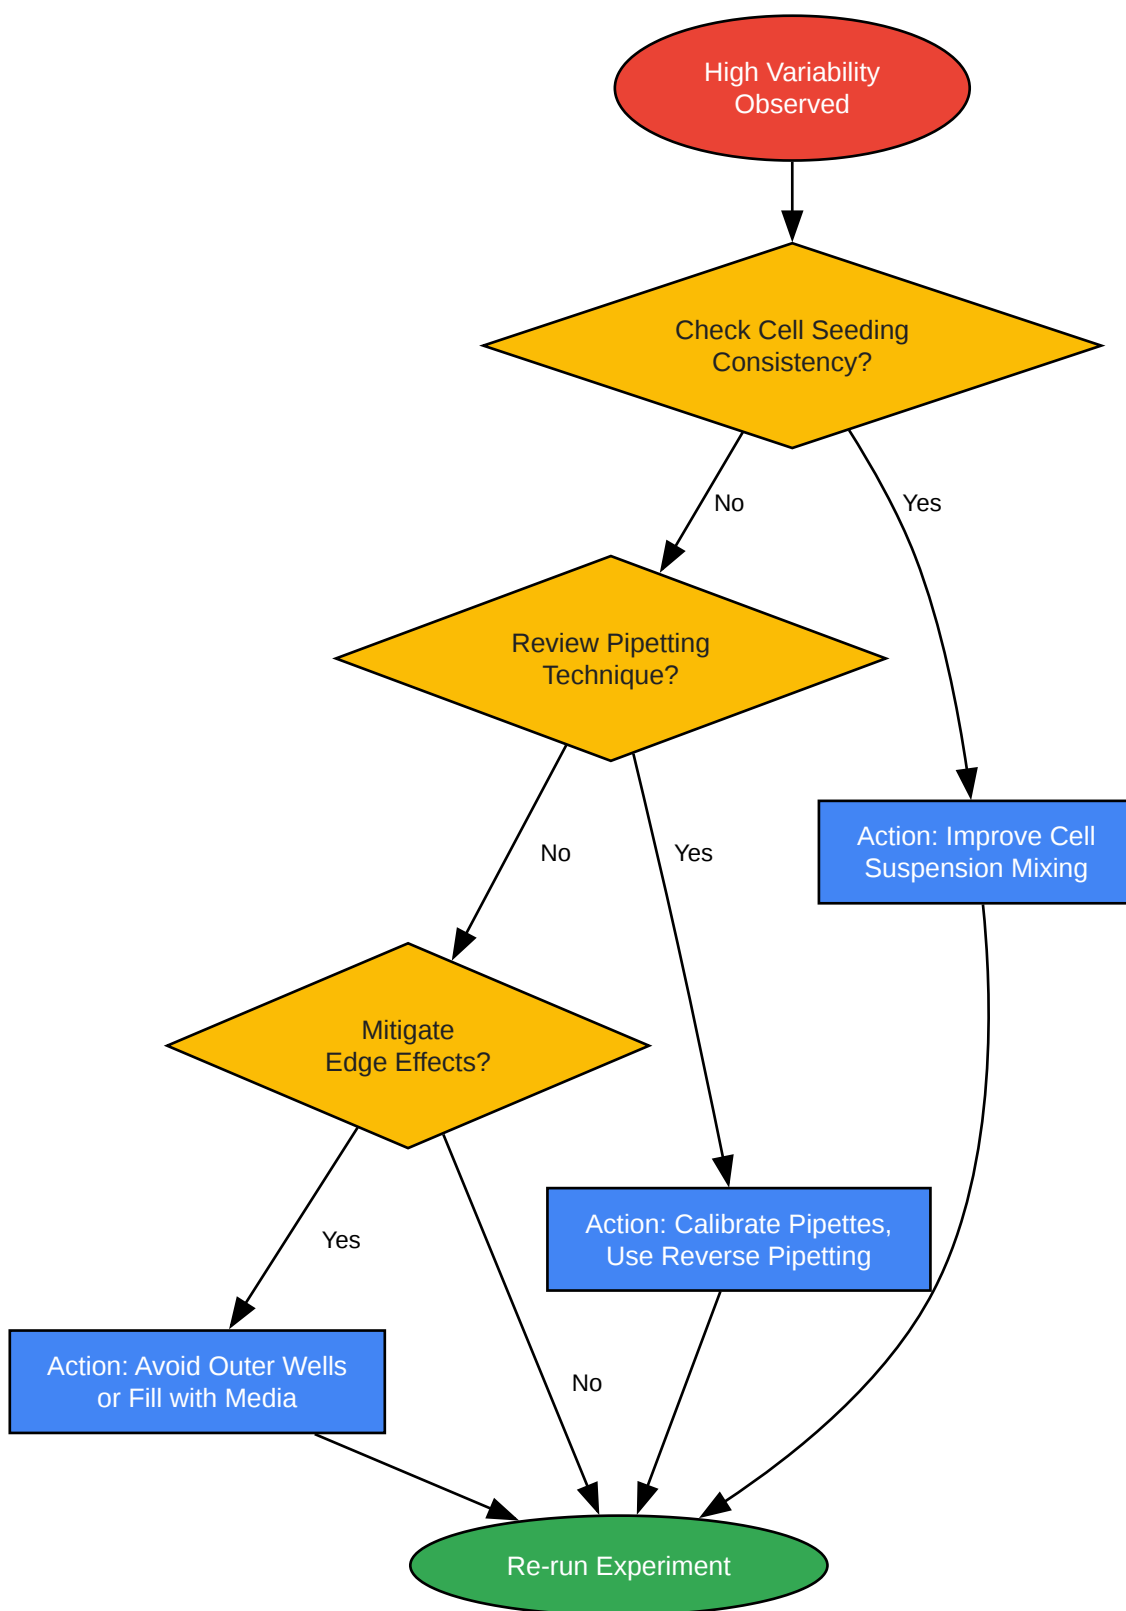 High Variability
Observed
Check Cell Seeding
Consistency?
No
Yes
Review Pipetting
Technique?
Action: Improve Cell
Suspension Mixing
No
Yes
Mitigate
Edge Effects?
Action: Calibrate Pipettes,
Use Reverse Pipetting
Yes
Action: Avoid Outer Wells
or Fill with Media
No
Re-run Experiment